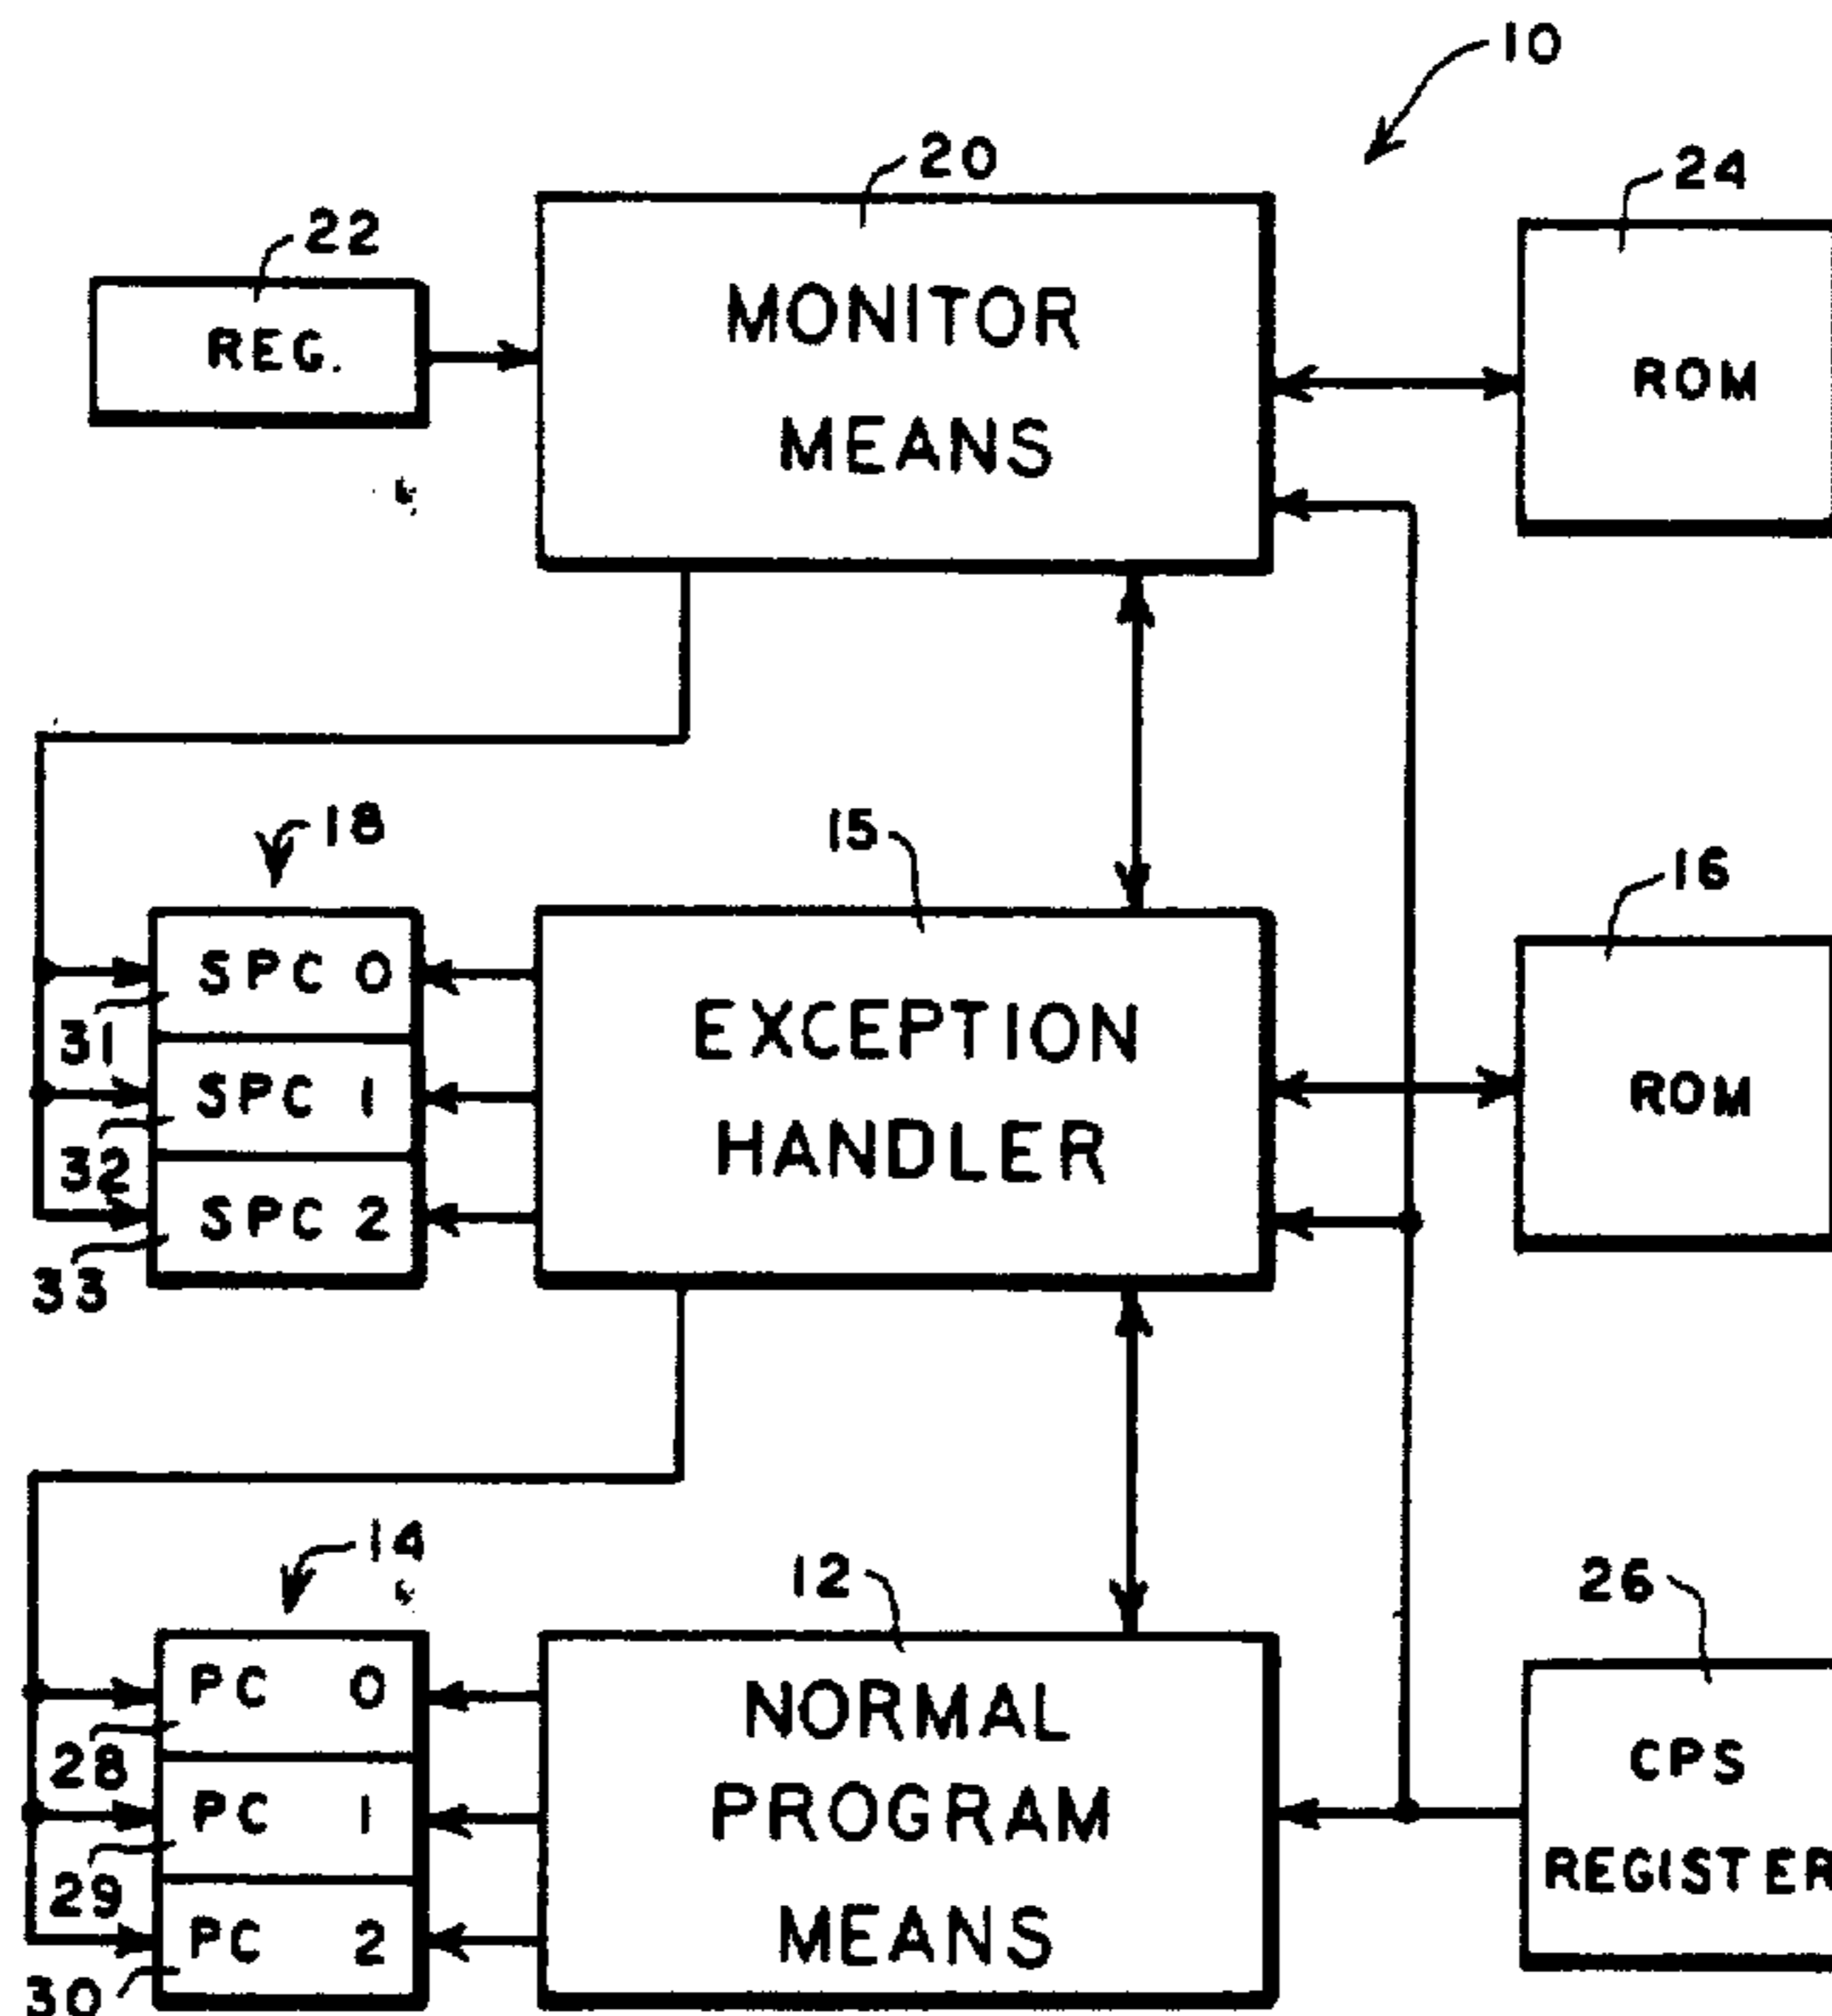 10
20
24
22
MONITOR
MEANS
REG.
ROM
18
15
16
SPC 0
31
SPC 1
32
SPC 2
33
EXCEPTION
HANDLER
ROM
14
12
26
PC 0
28
PC 1
29
PC 2
30
NORMAL
PROGRAM
MEANS
CPS
REGISTER